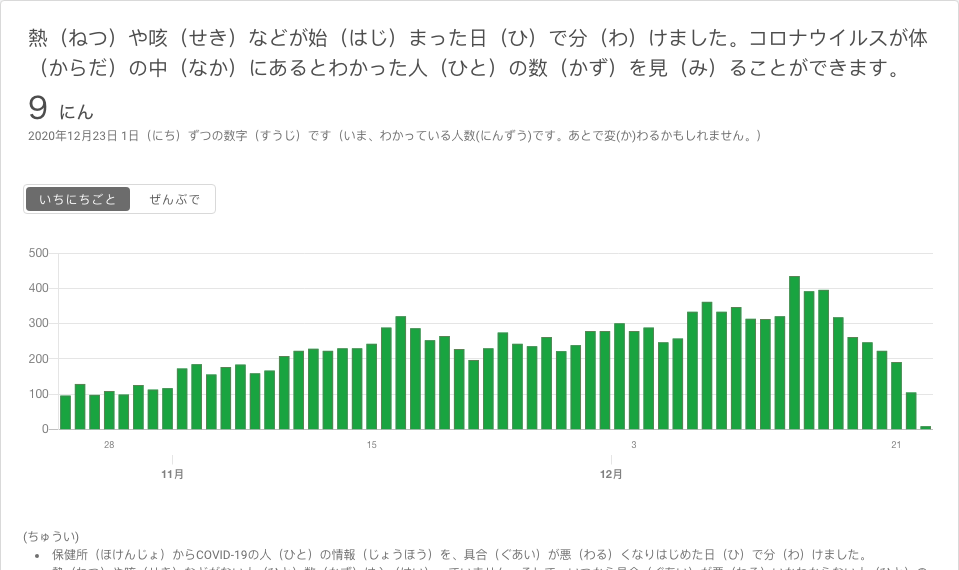 熱（ねつ）や咳（せき）などが始（はじ）まった日（ひ）で分（わ）けました。コロナウイルスが体
（からだ）の中（なか）にあるとわかった人（ひと）の数（かず）を見（み）ることができます。
9 にん
2020年12月23日 1日（にち）ずつの数字（すうじ）です（いま、わかっている人数(にんずう)です。あとで変(か)わるかもしれません。）
いちにちごと ぜんぶで
500
400
300
200
100
0
28 15 3 21
11月 12月
(ちゅうい)
• 保健所（ほけんじょ）からCOVID-19の人（ひと）の情報（じょうほう）を、具合（ぐあい）が悪（わる）くなりはじめた日（ひ）で分（わ）けました。